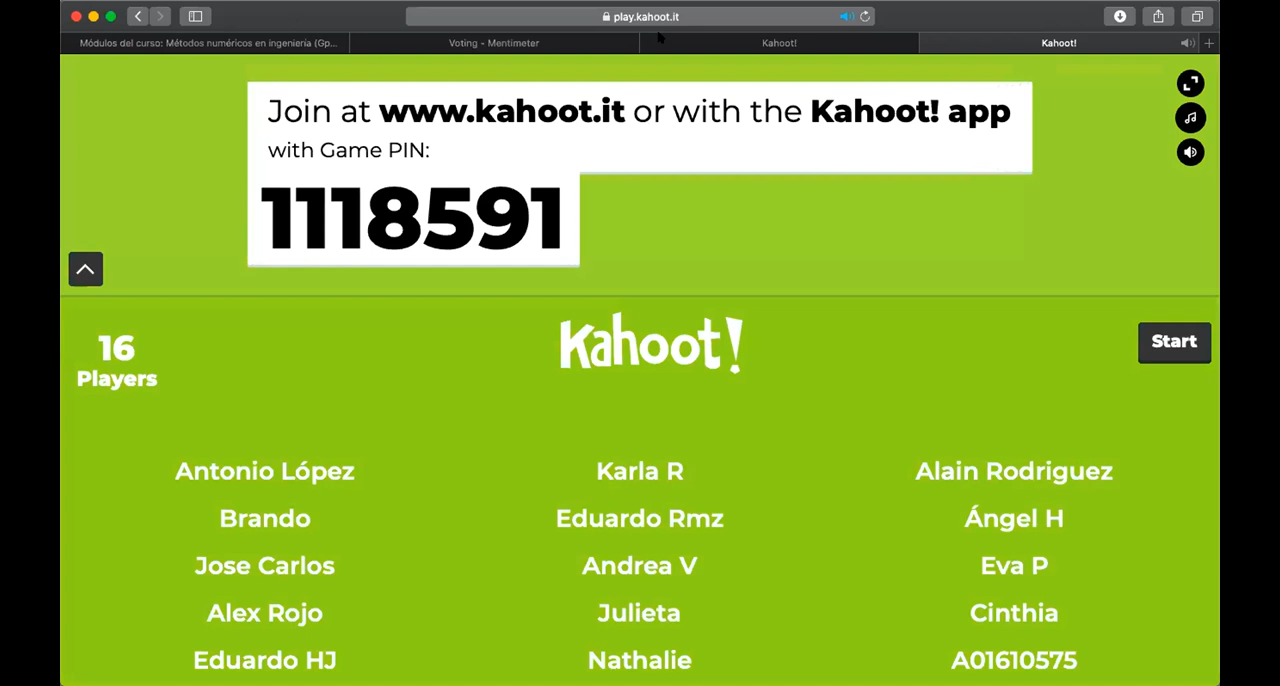 play.kahoot.it
Módulos del curso: Métodos numéricos en ingeniería (Gp...
Voting - Mentimeter
Kahoot!
Kahoot!
Join at www.kahoot.it or with the Kahoot! app
with Game PIN:
1118591
16
Players
Kahoot!
Start
Antonio López
Karla R
Alain Rodriguez
Brando
Eduardo Rmz
Ángel H
Jose Carlos
Andrea V
Eva P
Alex Rojo
Julieta
Cinthia
Eduardo HJ
Nathalie
A01610575